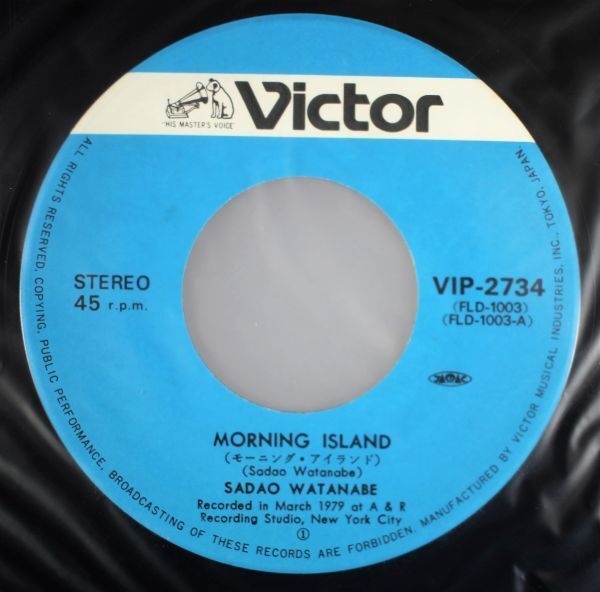 "HIS MASTER'S VOICE"
Victor
STEREO
45 r.p.m.
VIP-2734
(FLD-1003)
(FLD-1003-A)
JASRAC
MORNING ISLAND
(モーニング・アイランド)
(Sadao Watanabe)
SADAO WATANABE
Recorded in March 1979 at A & R
Recording Studio, New York City
①
ALL RIGHTS RESERVED, COPYING, PUBLIC PERFORMANCE, BROADCASTING OF THESE RECORDS ARE FORBIDDEN. MANUFACTURED BY VICTOR MUSICAL INDUSTRIES, INC., TOKYO, JAPAN.